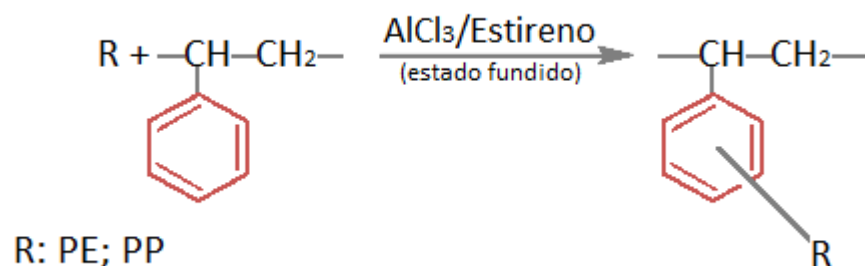 AlCl₃/Estireno
R + —CH—CH₂— (estado fundido) —CH—CH₂—
R: PE; PP
R